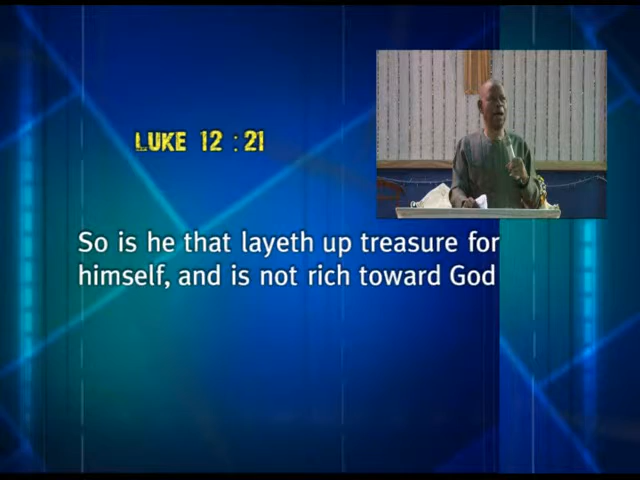 LUKE 12 : 21
So is he that layeth up treasure for
himself, and is not rich toward God